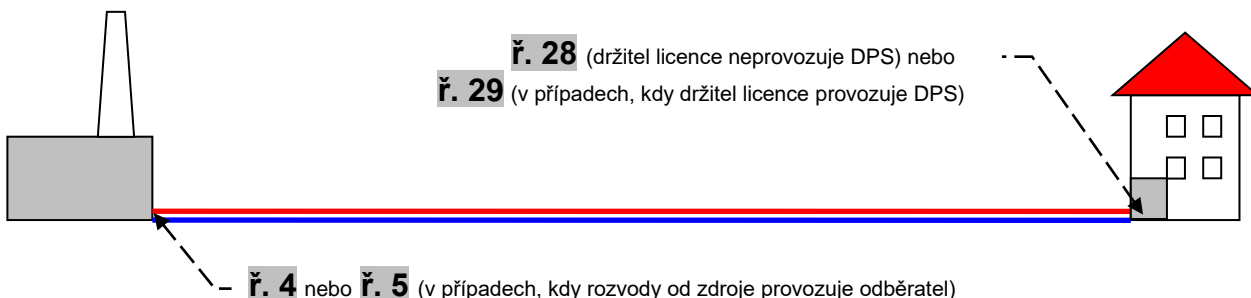 ř. 28 (držitel licence neprovozuje DPS) nebo
ř. 29 (v případech, kdy držitel licence provozuje DPS)
ř. 4 nebo ř. 5 (v případech, kdy rozvody od zdroje provozuje odběratel)